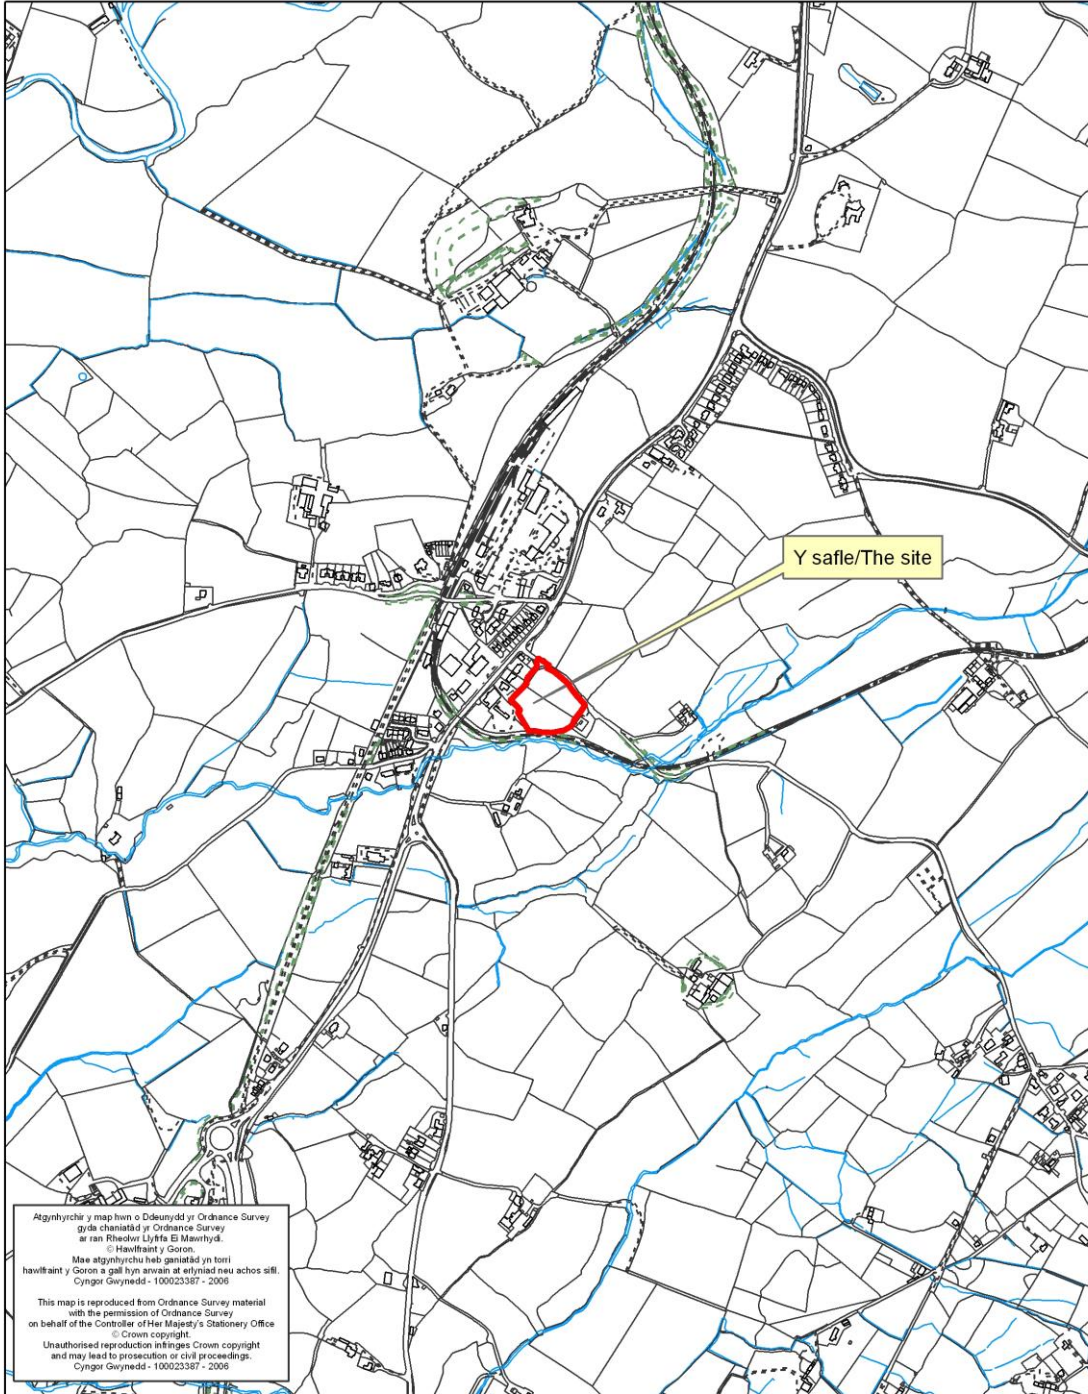 Y safle/The site
Atgynhyrchir y map hwn o Ddeunydd yr Ordnance Survey
gyda chaniatâd yr Ordnance Survey
ar ran Rheolwr Llyfrfa Ei Mawrhydi.
© Hawlfraint y Goron.
Mae atgynhyrchu heb ganiatâd yn torri
hawlfraint y Goron a gall hyn arwain at erlyniad neu achos sifil.
Cyngor Gwynedd - 100023387 - 2006
This map is reproduced from Ordnance Survey material
with the permission of Ordnance Survey
on behalf of the Controller of Her Majesty's Stationery Office
© Crown copyright.
Unauthorised reproduction infringes Crown copyright
and may lead to prosecution or civil proceedings.
Cyngor Gwynedd - 100023387 - 2006